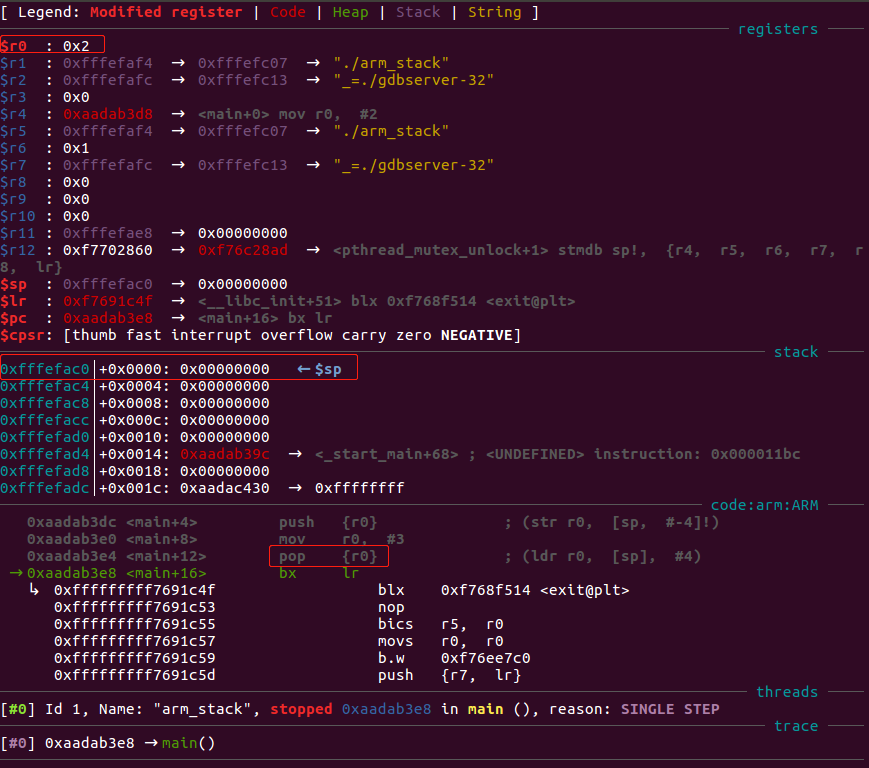 [ Legend: Modified register | Code | Heap | Stack | String ]
registers
$r0  : 0x2
$r1  : 0xfffefaf4  →  0xfffefc07  →  "./arm_stack"
$r2  : 0xfffefafc  →  0xfffefc13  →  "_=./gdbserver-32"
$r3  : 0x0
$r4  : 0xaadab3d8  →  <main+0> mov r0,  #2
$r5  : 0xfffefaf4  →  0xfffefc07  →  "./arm_stack"
$r6  : 0x1
$r7  : 0xfffefafc  →  0xfffefc13  →  "_=./gdbserver-32"
$r8  : 0x0
$r9  : 0x0
$r10 : 0x0
$r11 : 0xfffefae8  →  0x00000000
$r12 : 0xf7702860  →  0xf76c28ad  →  <pthread_mutex_unlock+1> stmdb sp!,  {r4,  r5,  r6,  r7,  r
8,  lr}
$sp  : 0xfffefac0  →  0x00000000
$lr  : 0xf7691c4f  →  <__libc_init+51> blx 0xf768f514 <exit@plt>
$pc  : 0xaadab3e8  →  <main+16> bx lr
$cpsr: [thumb fast interrupt overflow carry zero NEGATIVE]
stack
0xfffefac0│+0x0000: 0x00000000   ←$sp
0xfffefac4│+0x0004: 0x00000000
0xfffefac8│+0x0008: 0x00000000
0xfffefacc│+0x000c: 0x00000000
0xfffefad0│+0x0010: 0x00000000
0xfffefad4│+0x0014: 0xaadab39c  →  <_start_main+68> ; <UNDEFINED> instruction: 0x000011bc
0xfffefad8│+0x0018: 0x00000000
0xfffefadc│+0x001c: 0xaadac430  →  0xffffffff
code:arm:ARM
0xaadab3dc <main+4>         push   {r0}              ; (str r0,  [sp,  #-4]!)
0xaadab3e0 <main+8>         mov    r0,  #3
0xaadab3e4 <main+12>        pop    {r0}              ; (ldr r0,  [sp],  #4)
→0xaadab3e8 <main+16>        bx     lr
↳  0xfffffffff7691c4f                  blx    0xf768f514 <exit@plt>
0xfffffffff7691c53                  nop
0xfffffffff7691c55                  bics   r5,  r0
0xfffffffff7691c57                  movs   r0,  r0
0xfffffffff7691c59                  b.w    0xf76ee7c0
0xfffffffff7691c5d                  push   {r7,  lr}
threads
[#0] Id 1, Name: "arm_stack", stopped 0xaadab3e8 in main (), reason: SINGLE STEP
trace
[#0] 0xaadab3e8 →main()